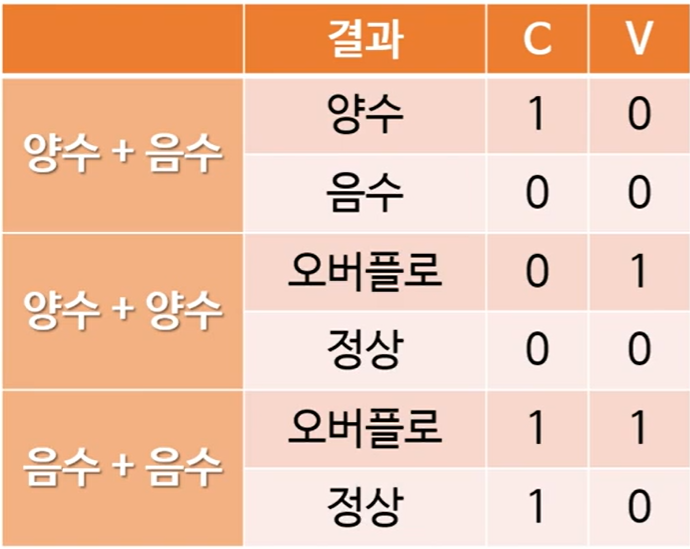 결과 C V
양수 + 음수
양수 1 0
음수 0 0
양수 + 양수
오버플로 0 1
정상 0 0
음수 + 음수
오버플로 1 1
정상 1 0